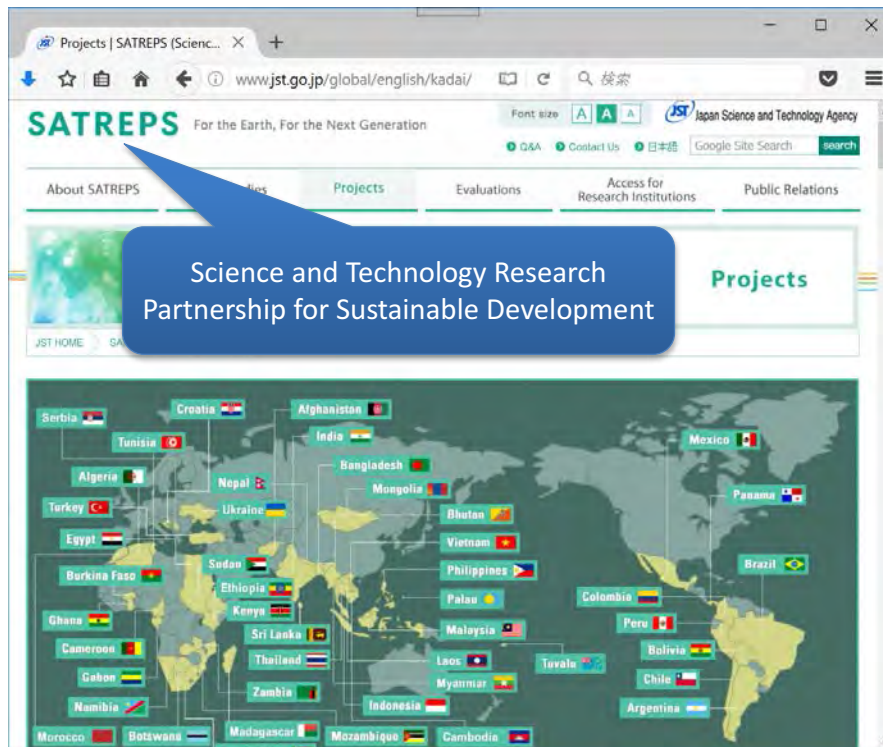 Projects | SATREPS (Scienc...
www.jst.go.jp/global/english/kadai/
検索
SATREPS For the Earth, For the Next Generation
Font size A A A
JST Japan Science and Technology Agency
Q&A Contact Us 日本語 Google Site Search search
About SATREPS
Projects
Evaluations
Access for
Research Institutions
Public Relations
Science and Technology Research
Partnership for Sustainable Development
Projects
JST HOME
Serbia
Croatia
Afghanistan
Tunisia
India
Mexico
Algeria
Nepal
Bangladesh
Mongolia
Panama
Turkey
Ukraine
Bhutan
Egypt
Vietnam
Sudan
Philippines
Brazil
Burkina Faso
Ethiopia
Palau
Colombia
Ghana
Kenya
Sri Lanka
Malaysia
Peru
Cameroon
Thailand
Laos
Tuvalu
Bolivia
Gabon
Zambia
Myanmar
Chile
Namibia
Indonesia
Argentina
Morocco
Botswana
Madagascar
Mozambique
Cambodia